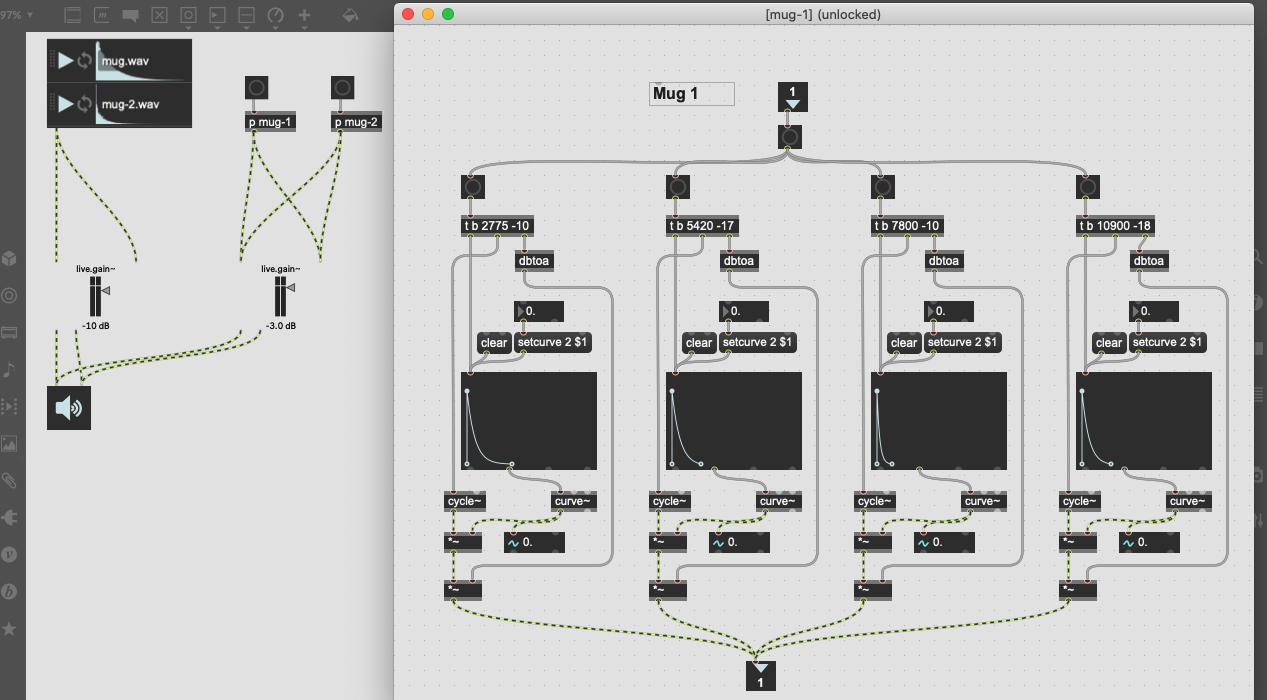 97%
[mug-1] (unlocked)
mug.wav
mug-2.wav
p mug-1
p mug-2
live.gain~
-10 dB
live.gain~
-3.0 dB
Mug 1
1
t b 2775 -10
t b 5420 -17
t b 7800 -10
t b 10900 -18
dbtoa
dbtoa
dbtoa
dbtoa
0.
0.
0.
0.
clear
setcurve 2 $1
clear
setcurve 2 $1
clear
setcurve 2 $1
clear
setcurve 2 $1
cycle~
curve~
cycle~
curve~
cycle~
curve~
cycle~
curve~
*~
0.
*~
0.
*~
0.
*~
0.
*~
*~
*~
*~
1